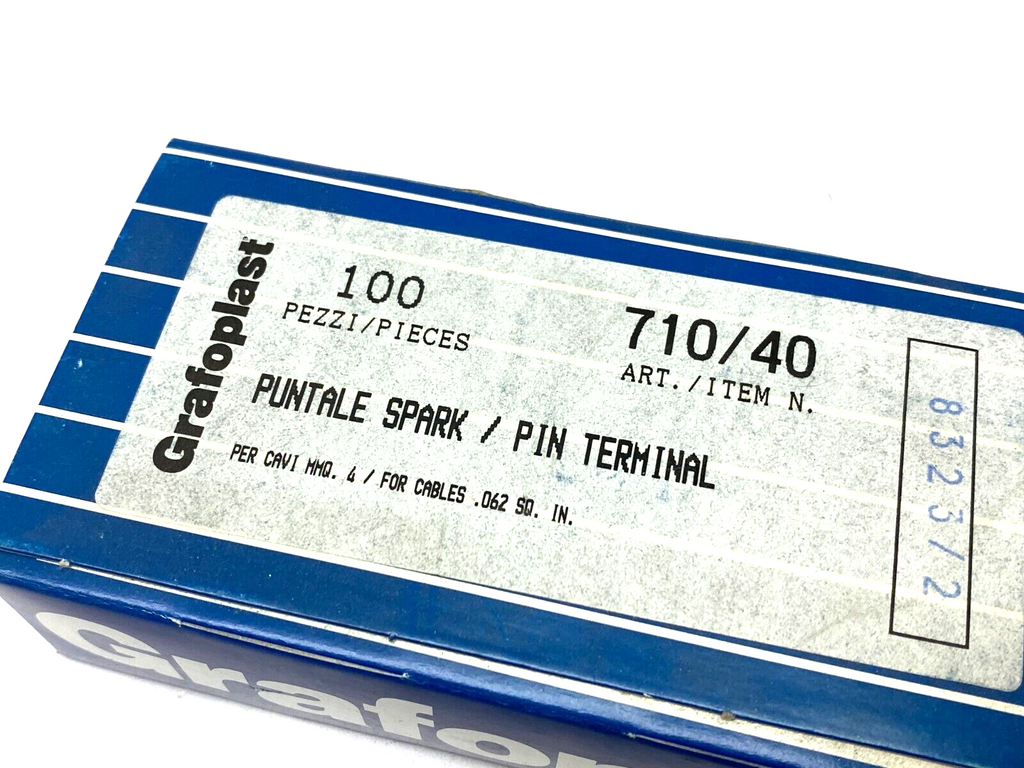 Grafoplast
100
PEZZI/PIECES
710/40
ART./ITEM N.
PUNTALE SPARK / PIN TERMINAL
PER CAVI MMQ. 4 / FOR CABLES .062 SQ. IN.
8323/2
Grafop